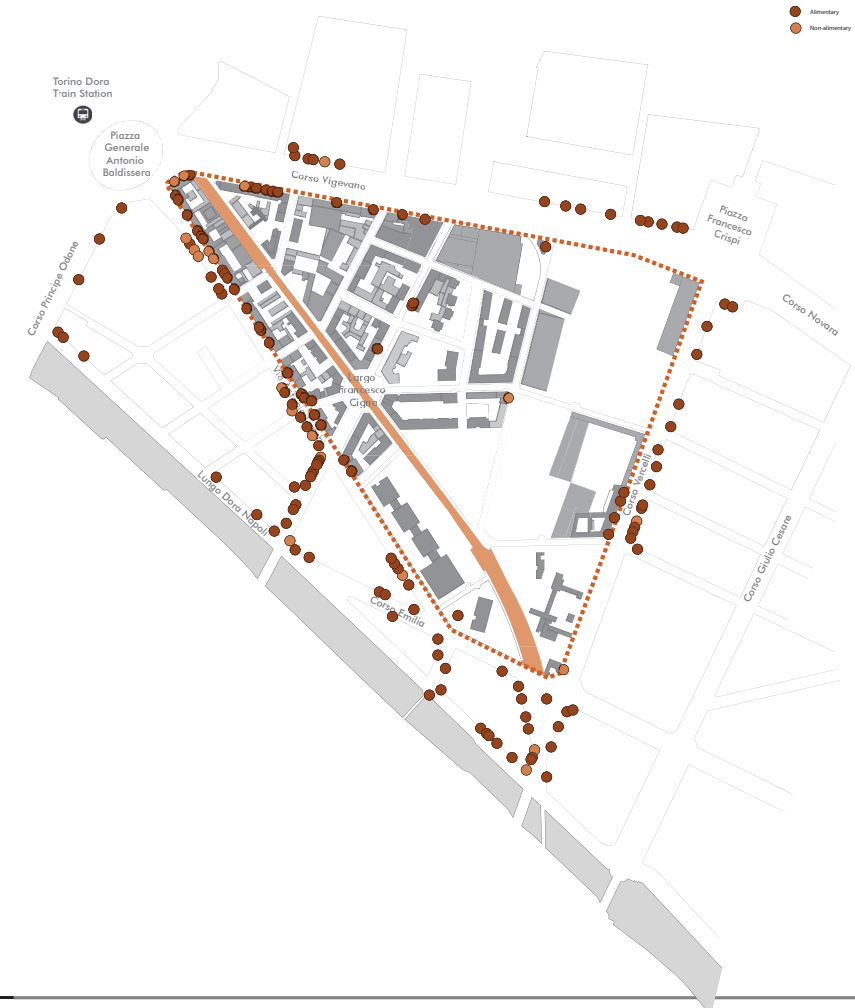 Alimentary
Non-alimentary
Torino Dora
Train Station
Piazza
Generale
Antonio
Baldissera
Corso Vigevano
Piazza
Francesco
Crispi
Corso Novara
Corso Principe Odone
Largo
Francesco
Cigna
Lungo Dora Napoli
Corso Vercelli
Corso Giulio Cesare
Corso Emilia